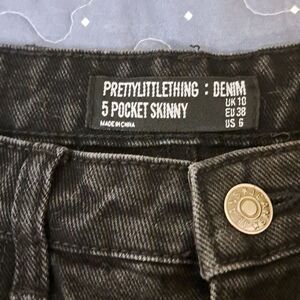 PRETTYLITTLETHING : DENIM
5 POCKET SKINNY
UK 10
EU 38
US 6
MADE IN CHINA